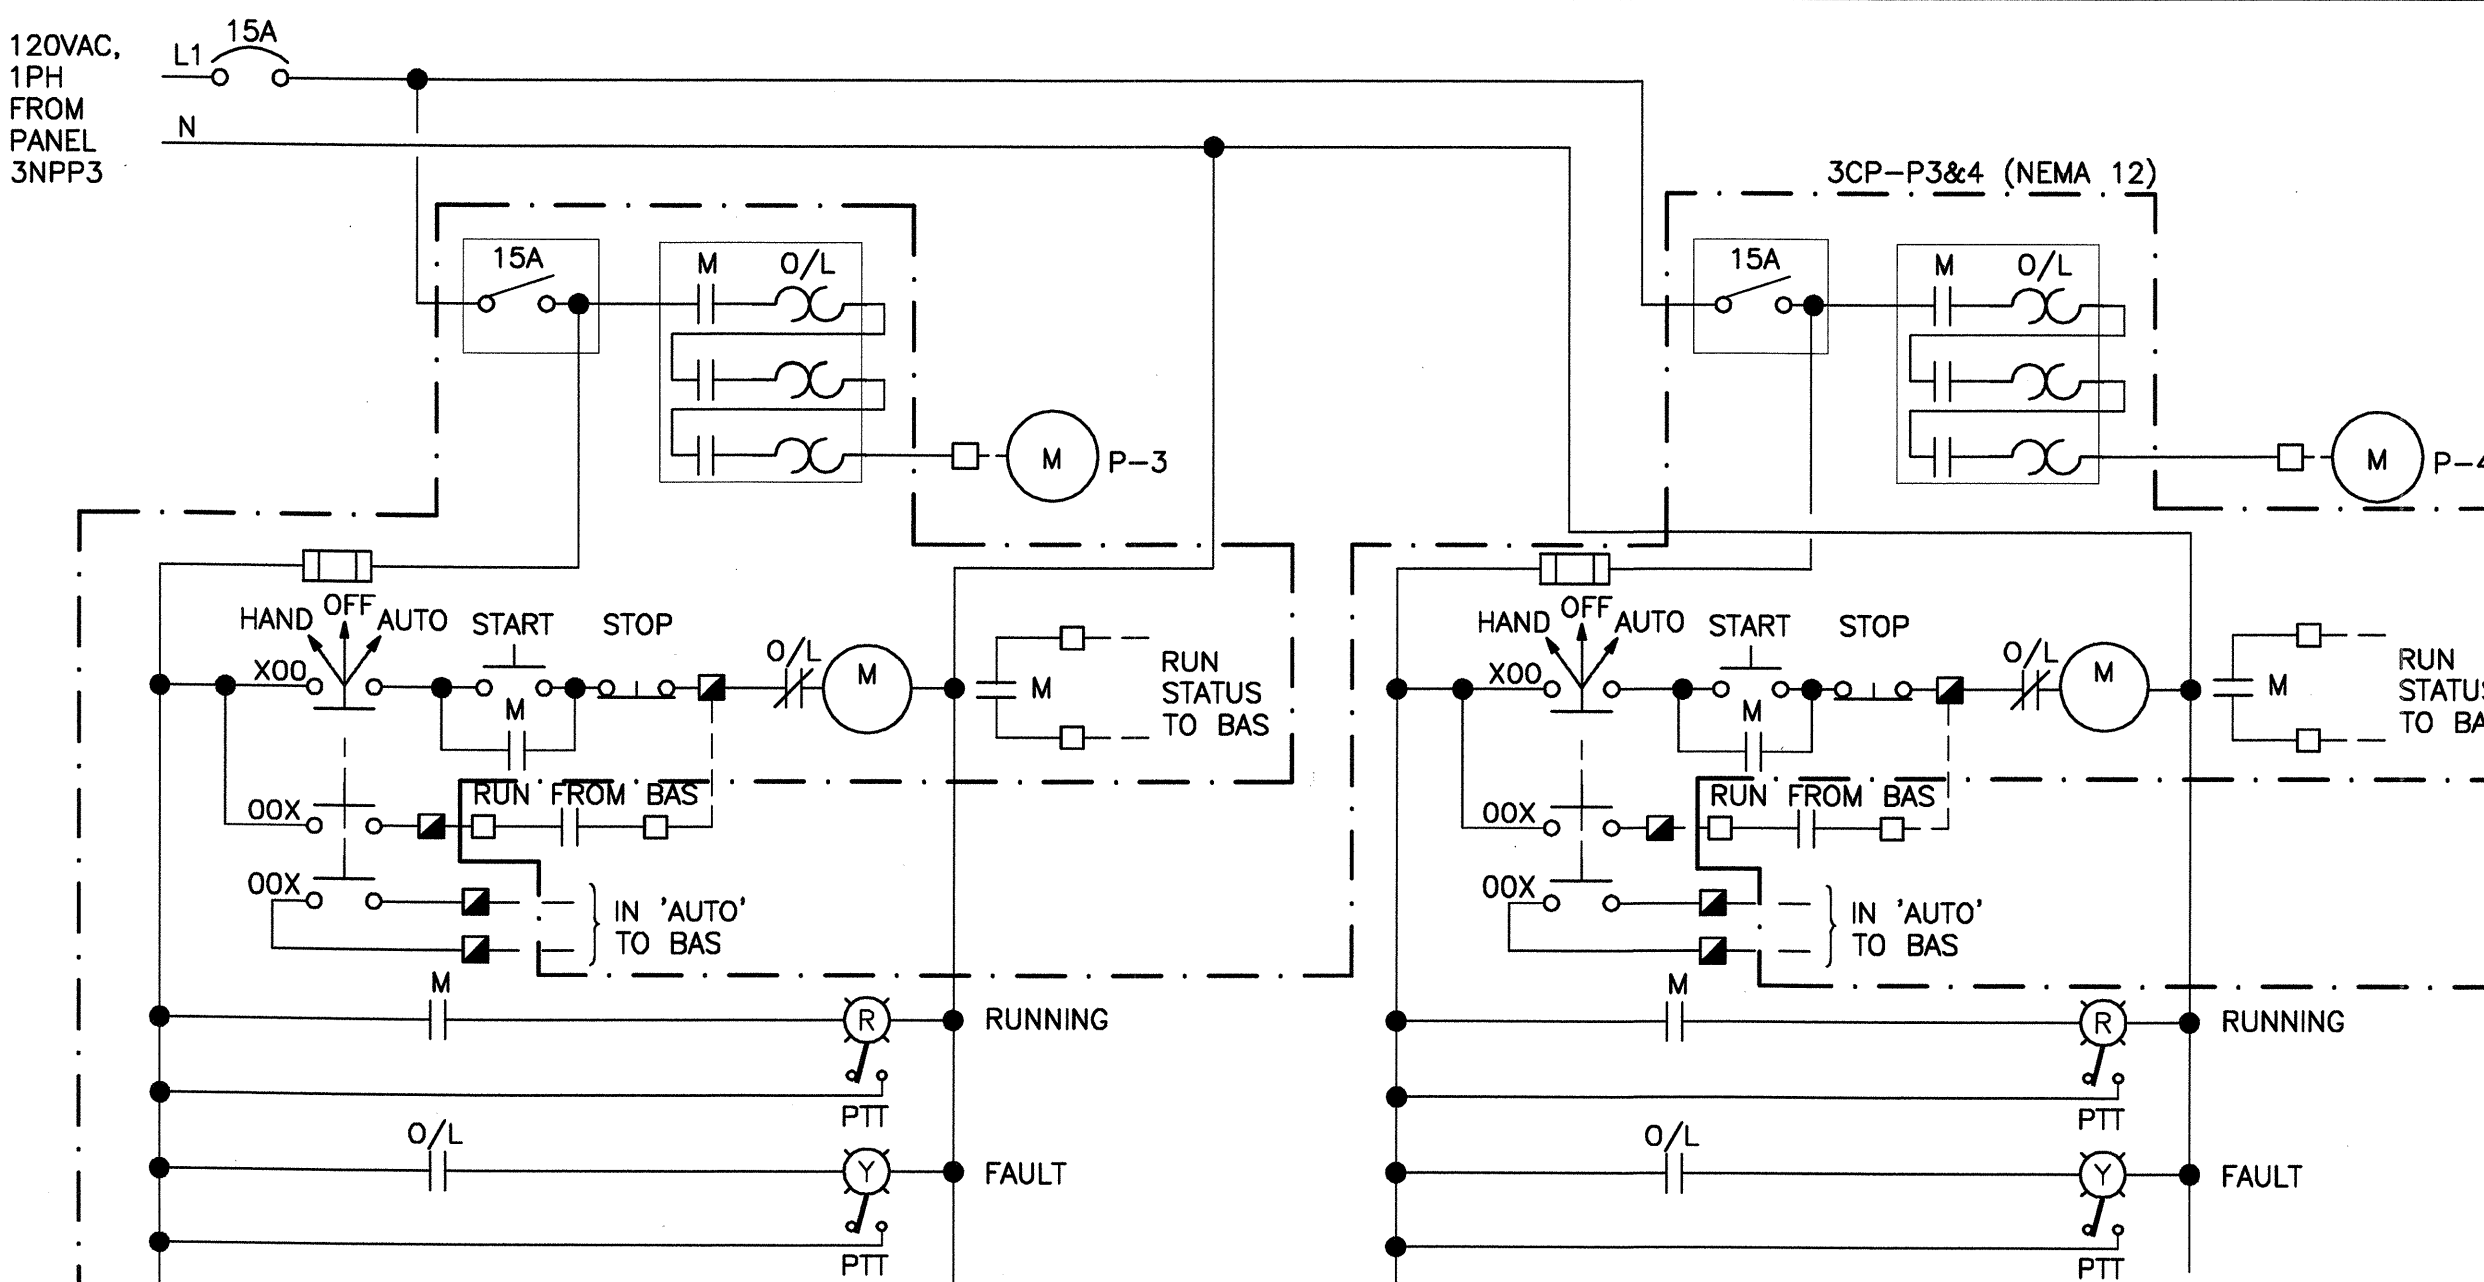 120VAC,
1PH
FROM
PANEL
3NPP3
L1
15A
N
3CP-P3&4 (NEMA 12)
15A
M
O/L
M
P-3
15A
M
O/L
M
P-4
HAND
OFF
AUTO
START
STOP
X00
M
O/L
M
M
RUN
STATUS
TO BAS
00X
RUN FROM BAS
00X
IN 'AUTO'
TO BAS
M
R
RUNNING
PTT
O/L
Y
FAULT
PTT
HAND
OFF
AUTO
START
STOP
X00
M
O/L
M
M
RUN
STATUS
TO BA
00X
RUN FROM BAS
00X
IN 'AUTO'
TO BAS
M
R
RUNNING
PTT
O/L
Y
FAULT
PTT